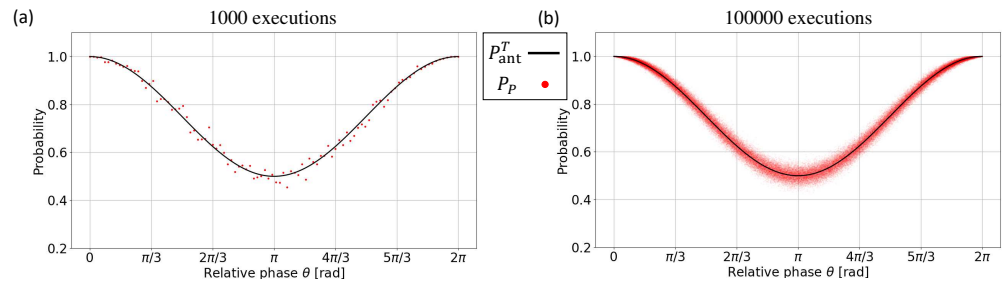 (a)
1000 executions
1.0
0.8
0.6
0.4
0.2
Probability
0
π/3
2π/3
π
4π/3
5π/3
2π
Relative phase θ [rad]
P_ant^T
P_P
(b)
100000 executions
1.0
0.8
0.6
0.4
0.2
Probability
0
π/3
2π/3
π
4π/3
5π/3
2π
Relative phase θ [rad]